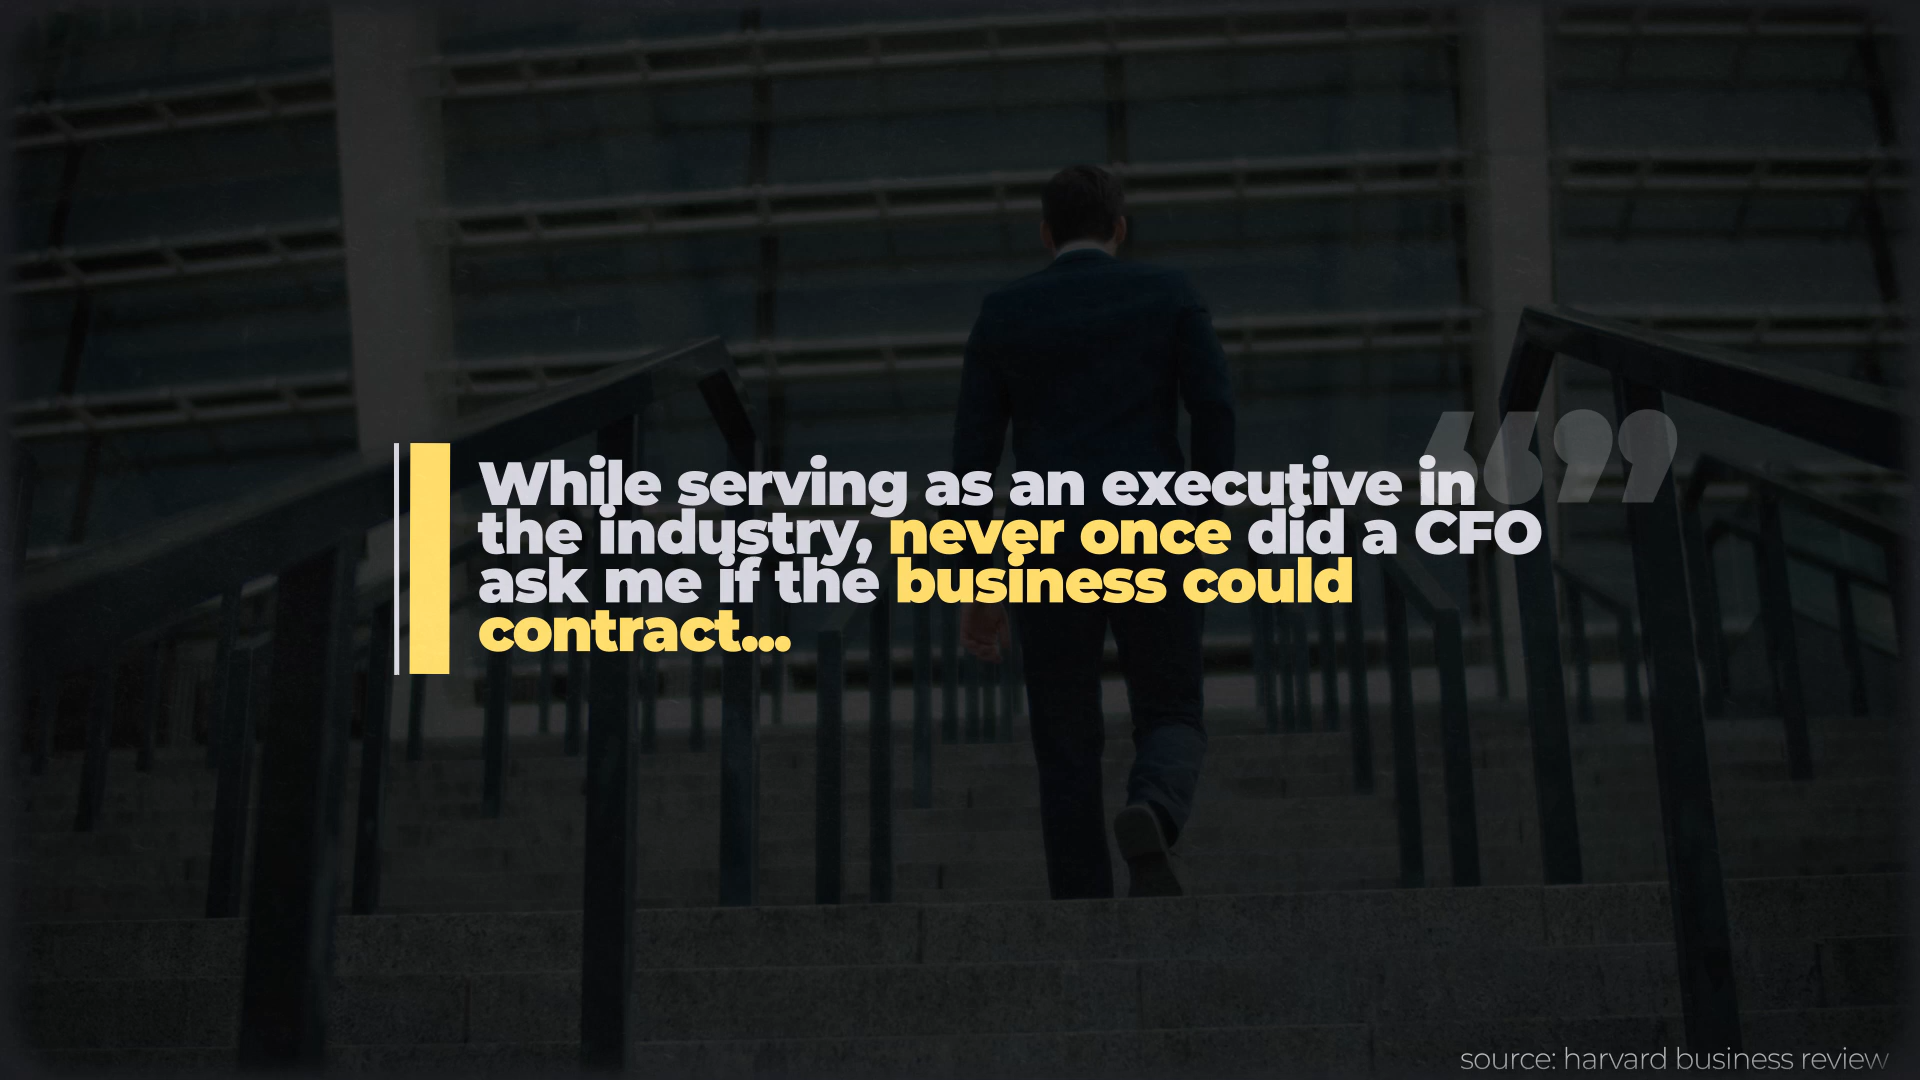 While serving as an executive in
the industry, never once did a CFO
ask me if the business could
contract...
source: harvard business review